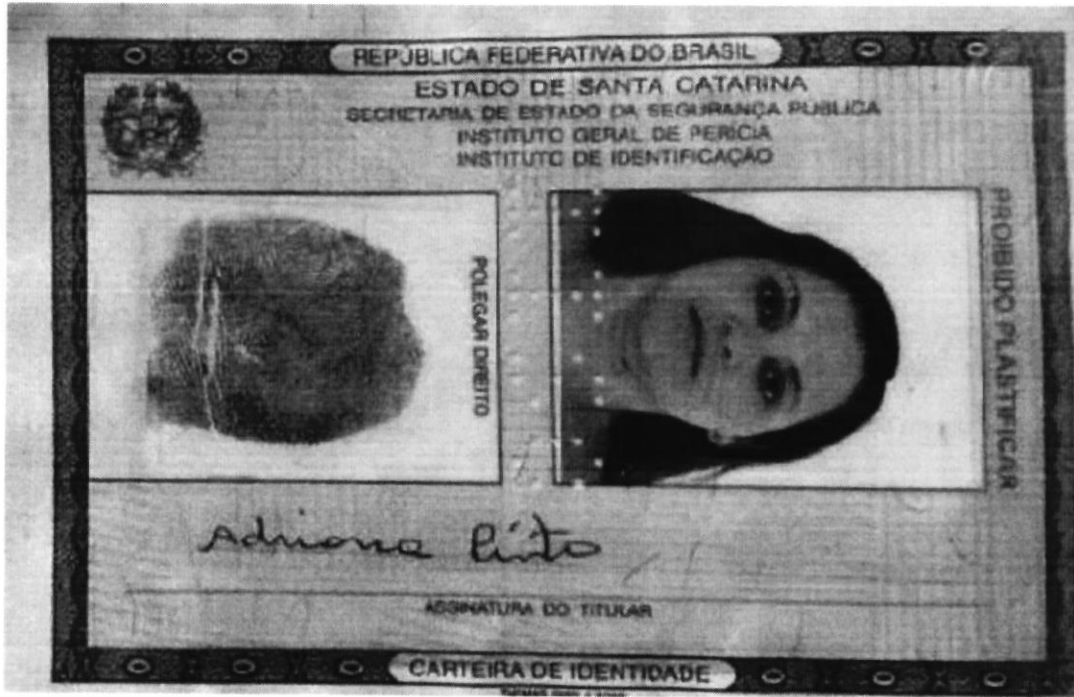 REPÚBLICA FEDERATIVA DO BRASIL
ESTADO DE SANTA CATARINA
SECRETARIA DE ESTADO DA SEGURANÇA PÚBLICA
INSTITUTO GERAL DE PERÍCIA
INSTITUTO DE IDENTIFICAÇÃO
POLEGAR DIREITO
PROIBIDO PLASTIFICAR
Adriana Pinto
ASSINATURA DO TITULAR
CARTEIRA DE IDENTIDADE